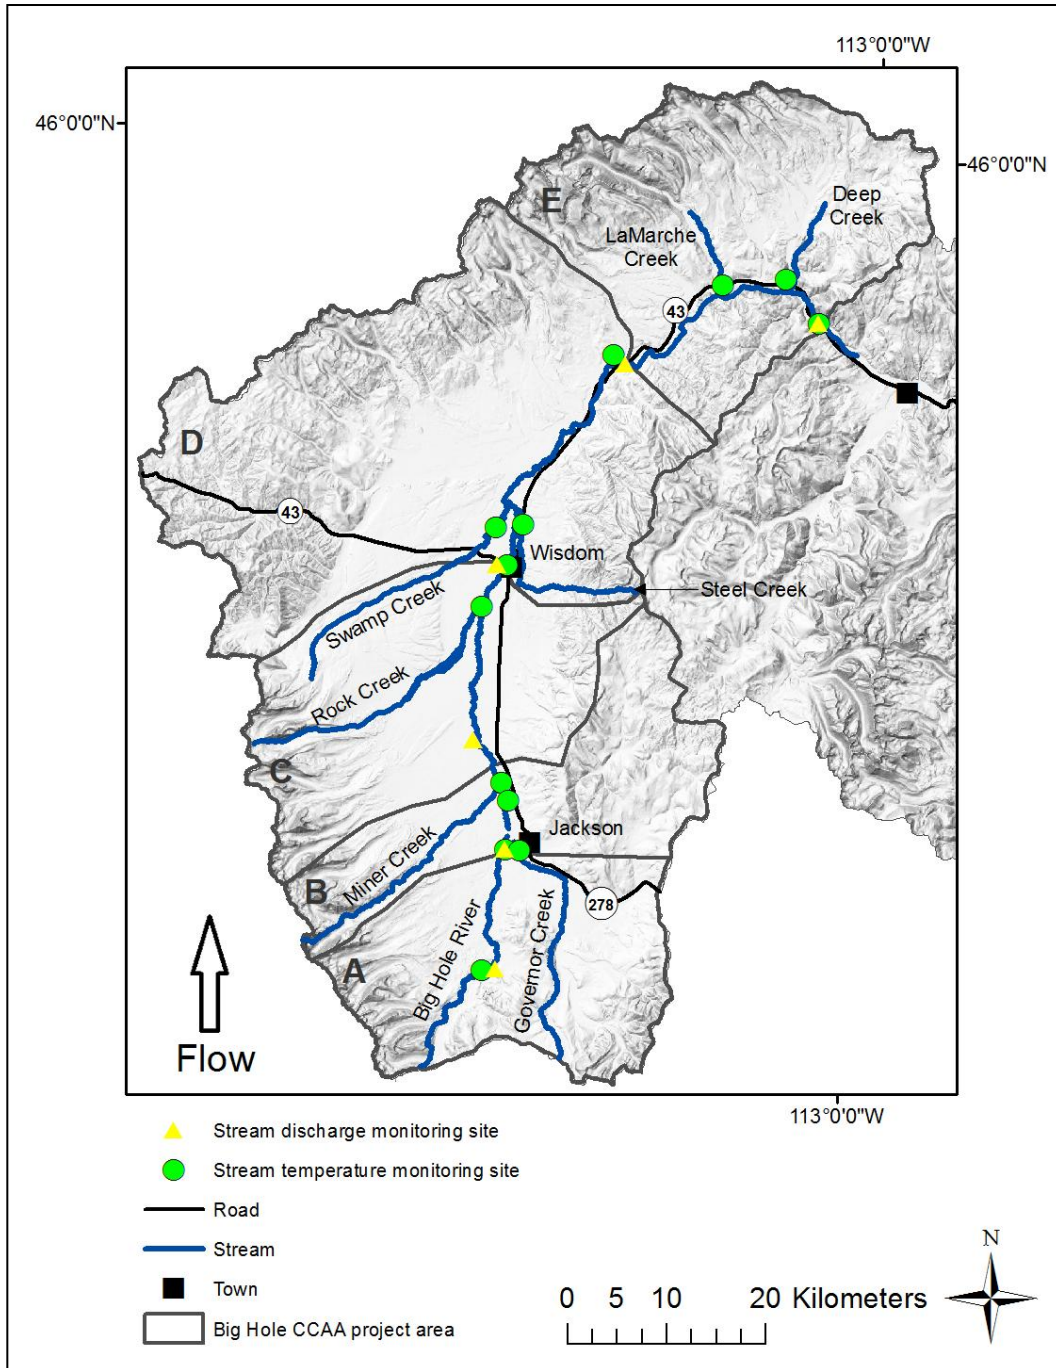 113°0'0"W
46°0'0"N
46°0'0"N
E
Deep
Creek
LaMarche
Creek
43
D
43
Wisdom
Steel Creek
Swamp Creek
Rock Creek
C
Jackson
Miner Creek
B
278
A
Big Hole River
Governor Creek
Flow
113°0'0"W
Stream discharge monitoring site
Stream temperature monitoring site
Road
Stream
Town
Big Hole CCAA project area
N
0 5 10 20 Kilometers